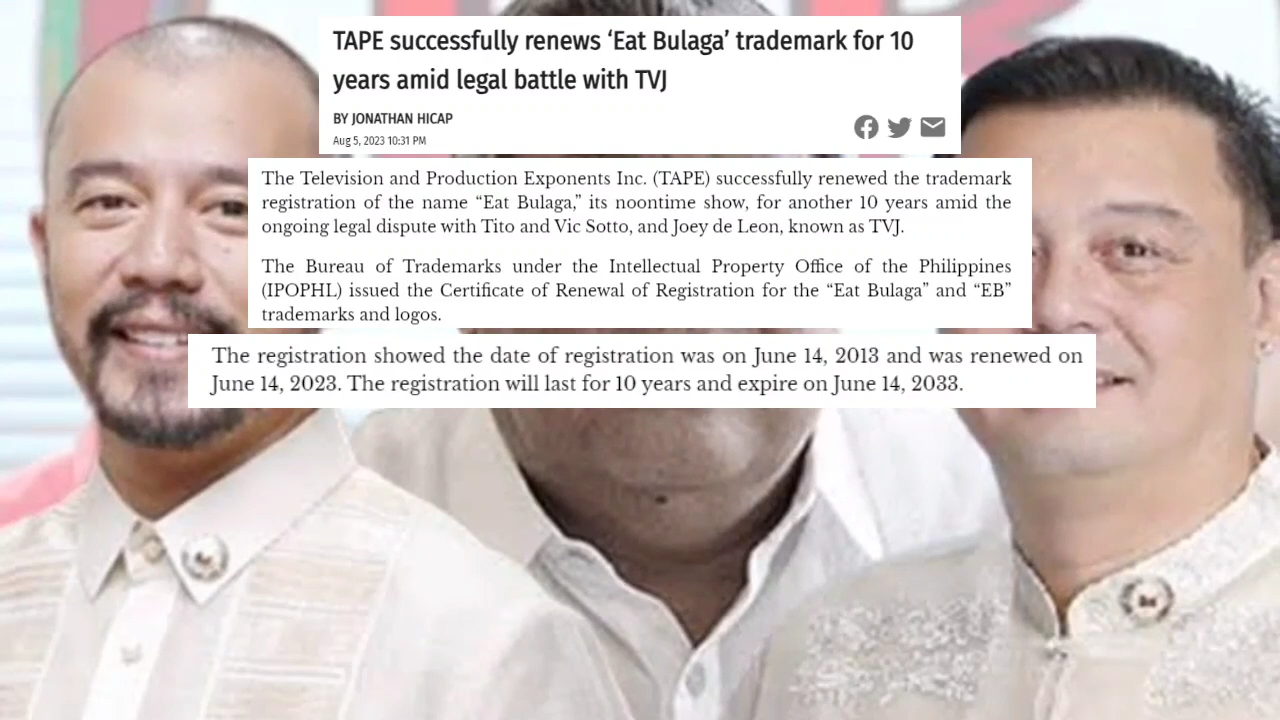 TAPE successfully renews ‘Eat Bulaga’ trademark for 10
years amid legal battle with TVJ
BY JONATHAN HICAP
Aug 5, 2023 10:31 PM
The Television and Production Exponents Inc. (TAPE) successfully renewed the trademark
registration of the name “Eat Bulaga,” its noontime show, for another 10 years amid the
ongoing legal dispute with Tito and Vic Sotto, and Joey de Leon, known as TVJ.
The Bureau of Trademarks under the Intellectual Property Office of the Philippines
(IPOPHL) issued the Certificate of Renewal of Registration for the “Eat Bulaga” and “EB”
trademarks and logos.
The registration showed the date of registration was on June 14, 2013 and was renewed on
June 14, 2023. The registration will last for 10 years and expire on June 14, 2033.